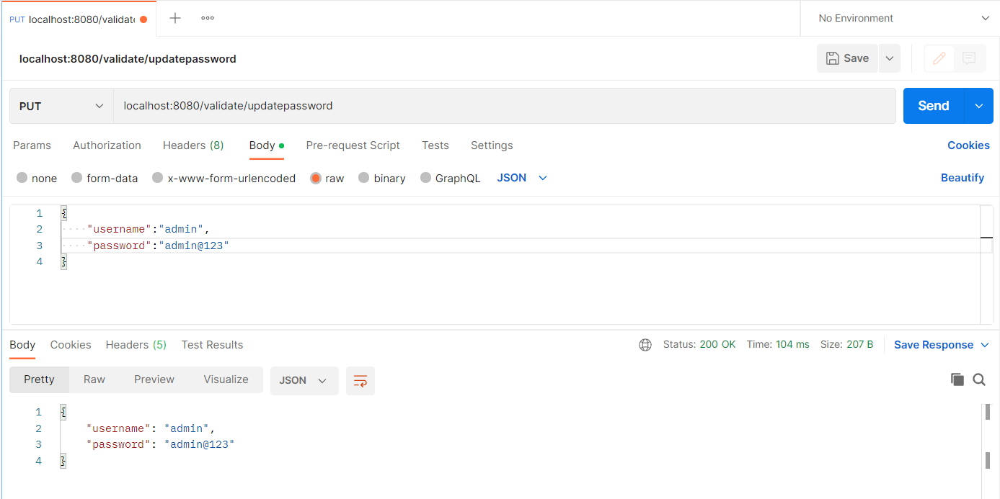 PUT localhost:8080/validate
No Environment
localhost:8080/validate/updatepassword
Save
PUT localhost:8080/validate/updatepassword Send
Params Authorization Headers (8) Body Pre-request Script Tests Settings Cookies
none form-data x-www-form-urlencoded raw binary GraphQL JSON Beautify
1 {
2 "username":"admin",
3 "password":"admin@123"
4 }
Body Cookies Headers (5) Test Results Status: 200 OK Time: 104 ms Size: 207 B Save Response
Pretty Raw Preview Visualize JSON
1 {
2 "username": "admin",
3 "password": "admin@123"
4 }